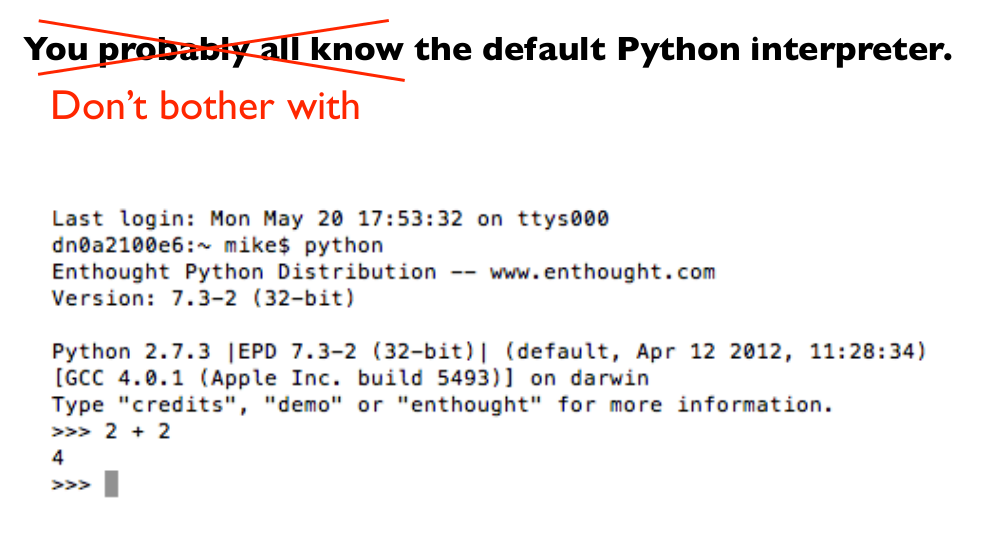 You probably all know the default Python interpreter.
Don't bother with
Last login: Mon May 20 17:53:32 on ttys000
dn0a2100e6:~ mike$ python
Enthought Python Distribution -- www.enthought.com
Version: 7.3-2 (32-bit)
Python 2.7.3 |EPD 7.3-2 (32-bit)| (default, Apr 12 2012, 11:28:34)
[GCC 4.0.1 (Apple Inc. build 5493)] on darwin
Type "credits", "demo" or "enthought" for more information.
>>> 2 + 2
4
>>>